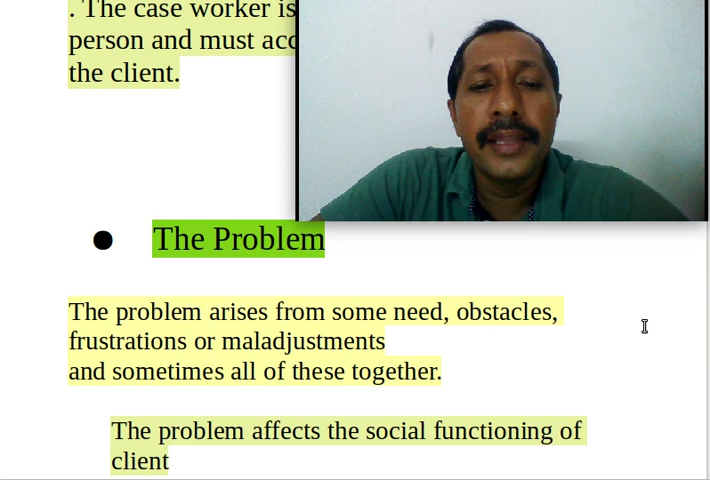 . The case worker is
person and must acc
the client.
● The Problem
The problem arises from some need, obstacles,
frustrations or maladjustments
and sometimes all of these together.
The problem affects the social functioning of
client